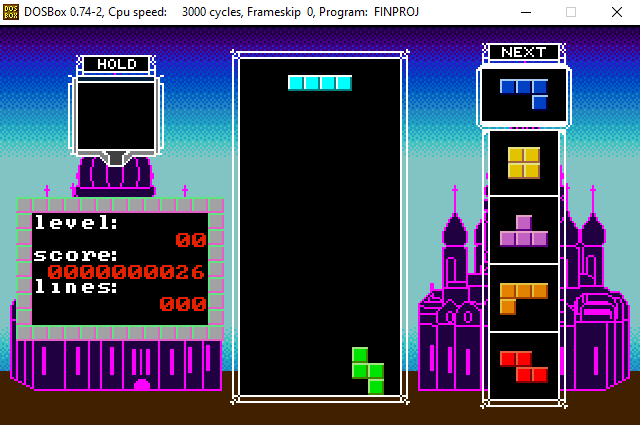 DOSBox 0.74-2, Cpu speed: 3000 cycles, Frameskip 0, Program: FINPROJ
HOLD
NEXT
level:
00
score:
0000000026
lines:
000